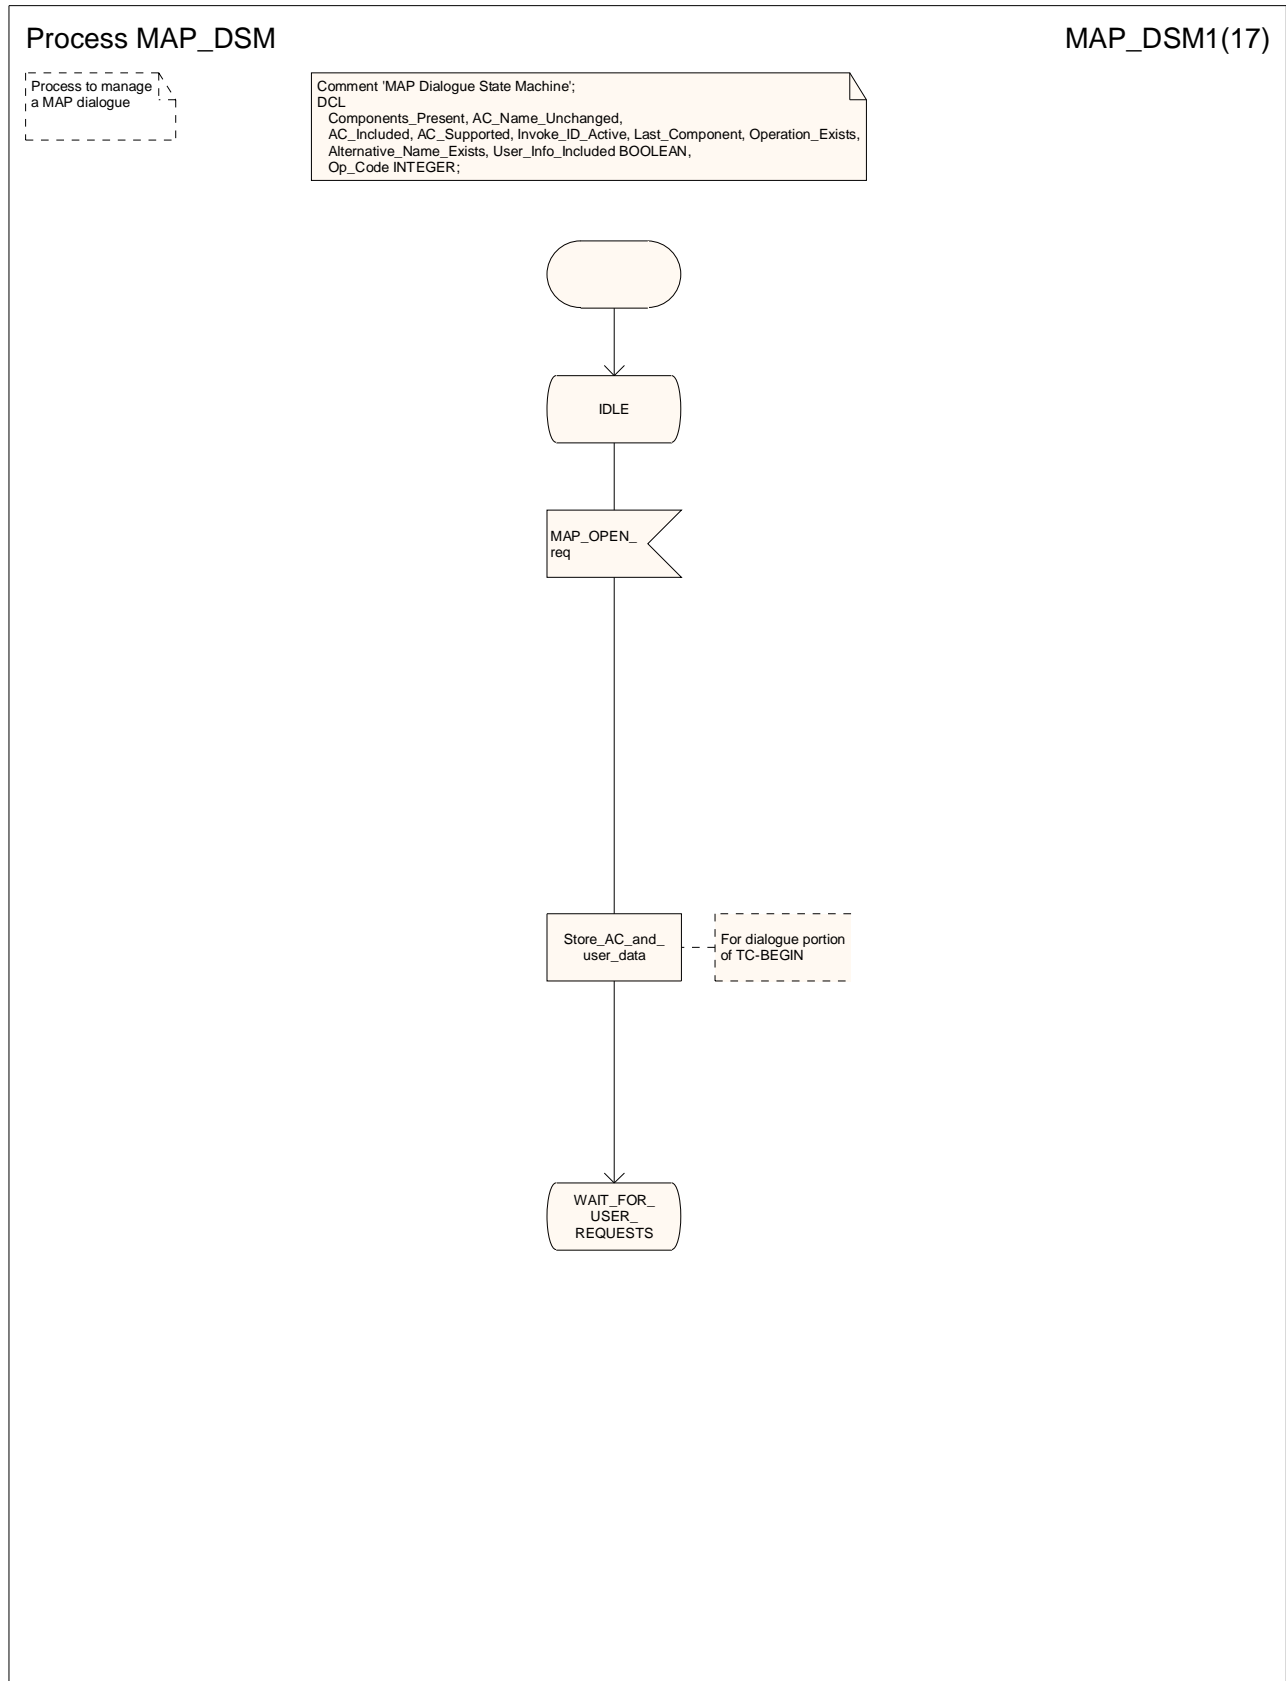 Process MAP_DSM
MAP_DSM1(17)
Process to manage
a MAP dialogue
Comment 'MAP Dialogue State Machine';
DCL
Components_Present, AC_Name_Unchanged,
AC_Included, AC_Supported, Invoke_ID_Active, Last_Component, Operation_Exists,
Alternative_Name_Exists, User_Info_Included BOOLEAN,
Op_Code INTEGER;
IDLE
MAP_OPEN_
req
Store_AC_and_
user_data
For dialogue portion
of TC-BEGIN
WAIT_FOR_
USER_
REQUESTS